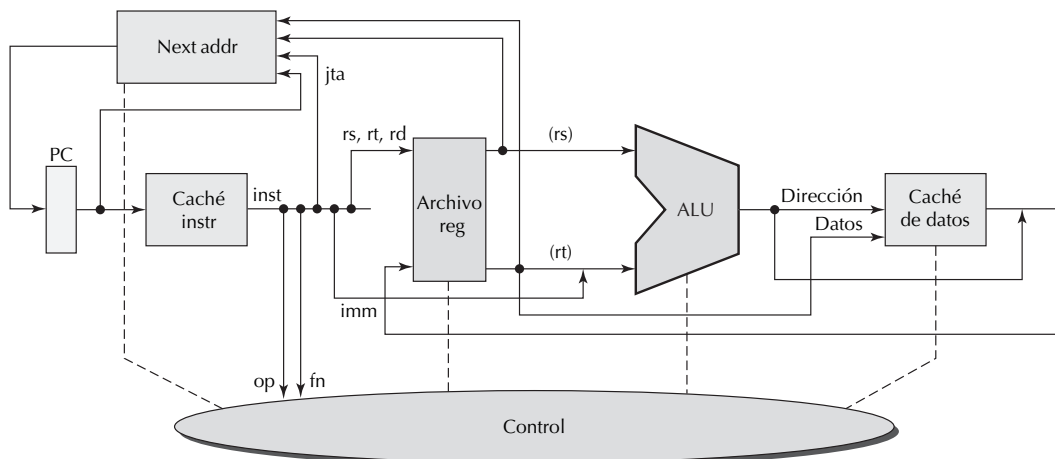 Next addr
jta
rs, rt, rd
(rs)
PC
Caché
instr
inst
Archivo
reg
ALU
Dirección
Datos
Caché
de datos
(rt)
imm
op
fn
Control